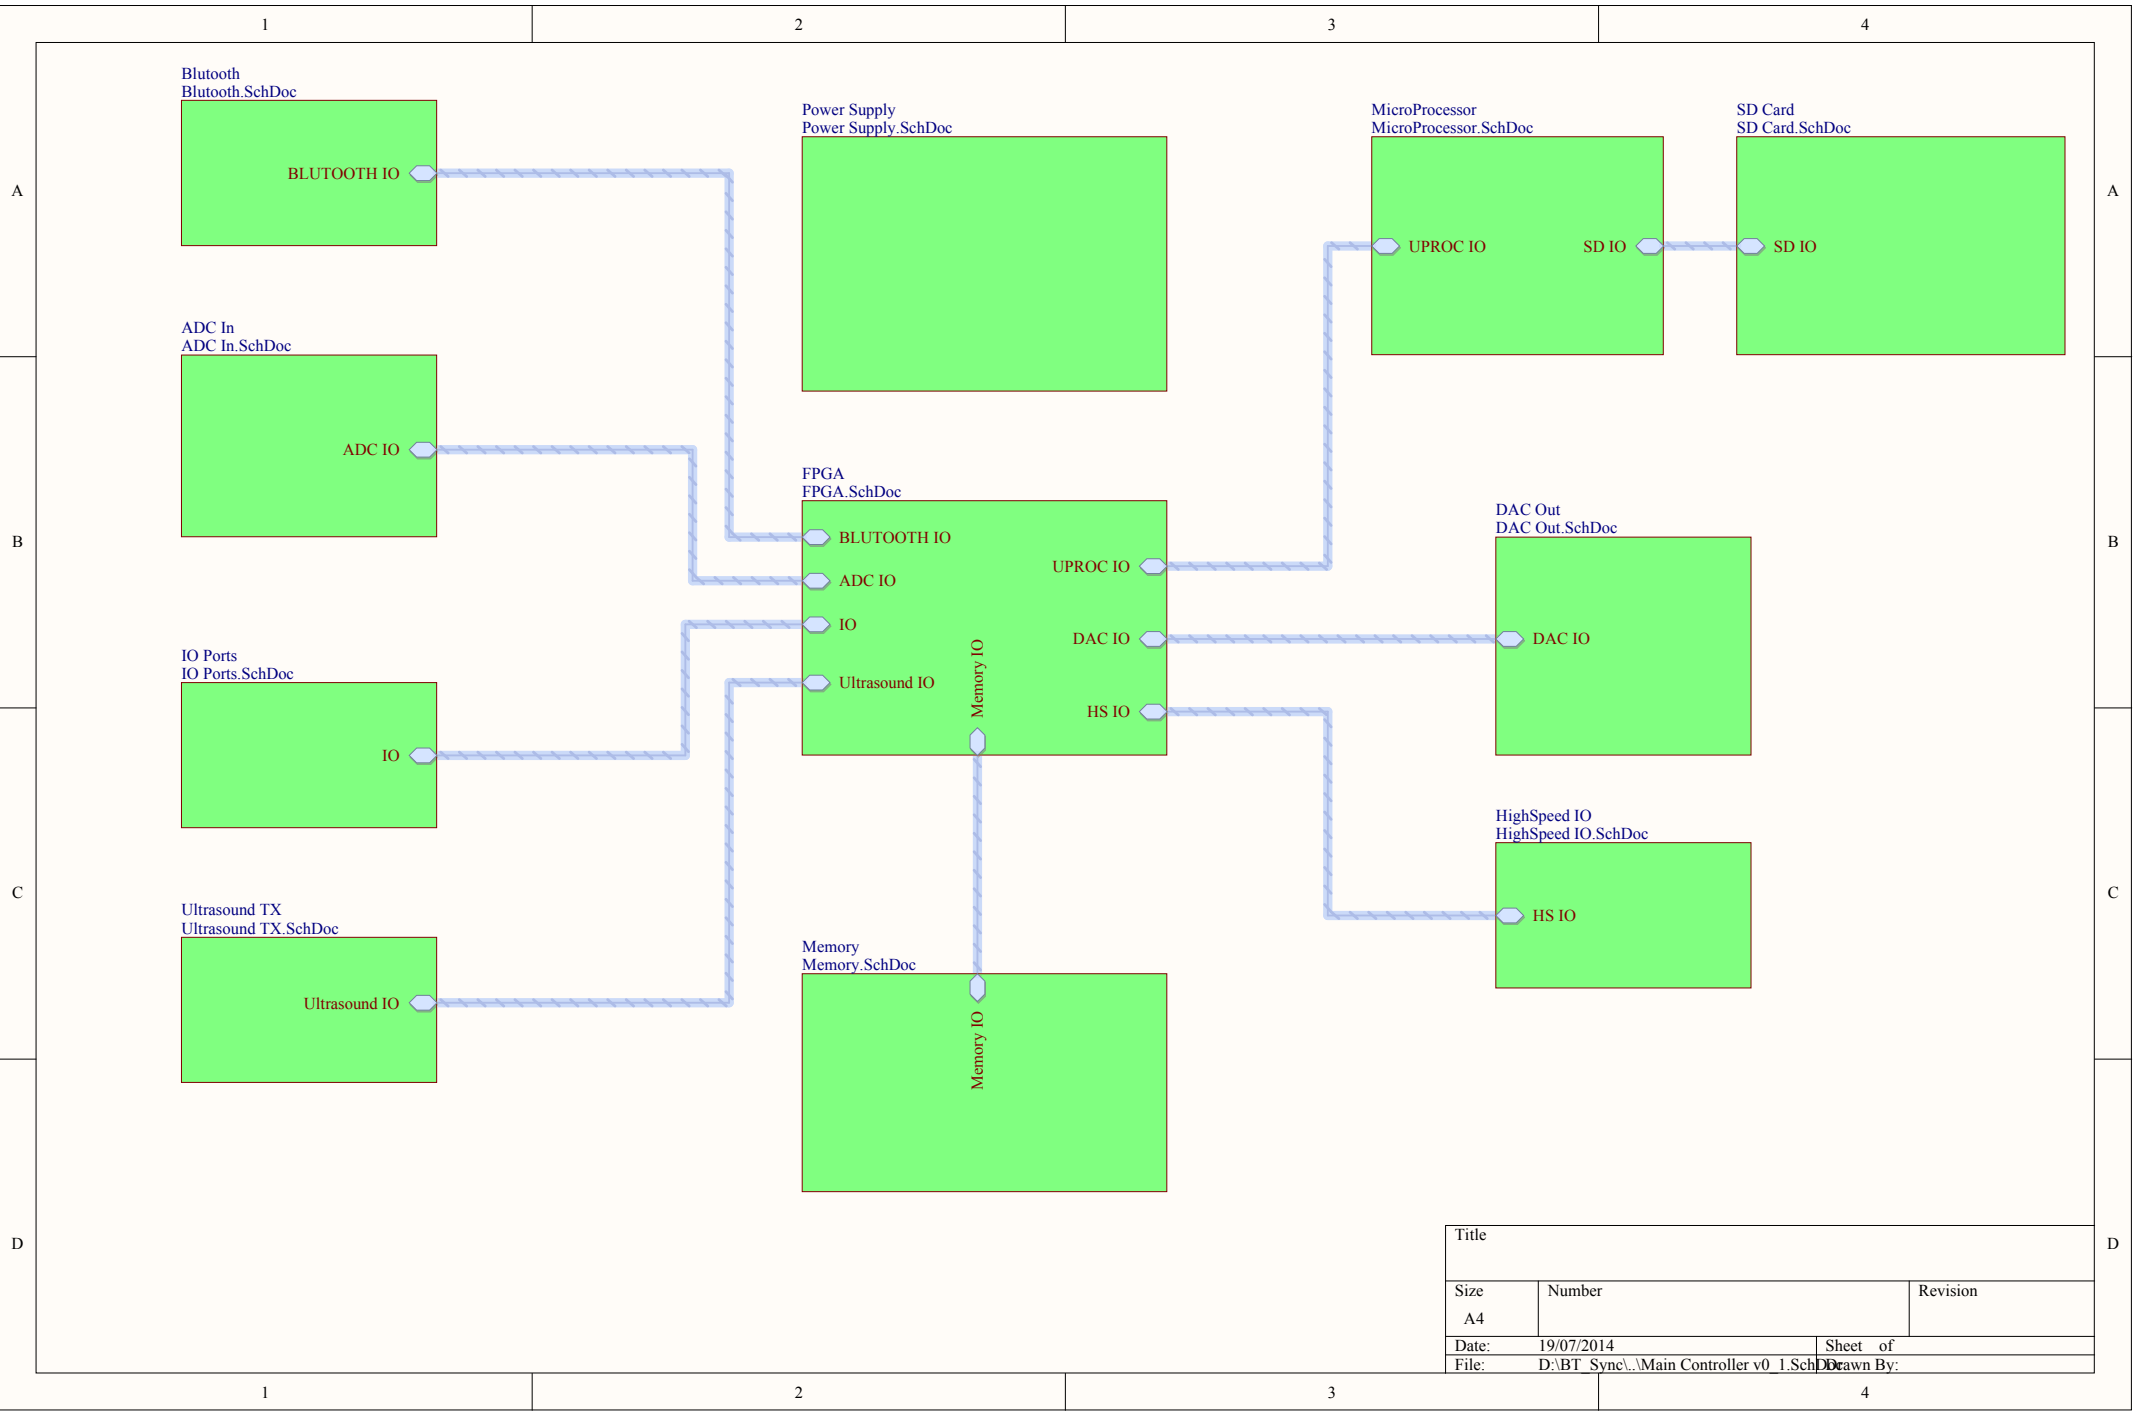 1 2 3 4
A A
B B
C C
D D
Blutooth
Blutooth.SchDoc
BLUTOOTH IO
Power Supply
Power Supply.SchDoc
MicroProcessor
MicroProcessor.SchDoc
UPROC IO SD IO
SD Card
SD Card.SchDoc
SD IO
ADC In
ADC In.SchDoc
ADC IO
FPGA
FPGA.SchDoc
BLUTOOTH IO
ADC IO
IO
Ultrasound IO
Memory IO
UPROC IO
DAC IO
HS IO
DAC Out
DAC Out.SchDoc
DAC IO
IO Ports
IO Ports.SchDoc
IO
HighSpeed IO
HighSpeed IO.SchDoc
HS IO
Ultrasound TX
Ultrasound TX.SchDoc
Ultrasound IO
Memory
Memory.SchDoc
Memory IO
Title
Size Number Revision
A4
Date: 19/07/2014 Sheet of
File: D:\BT_Sync\..\Main Controller v0_1.SchDoc Drawn By:
1 2 3 4